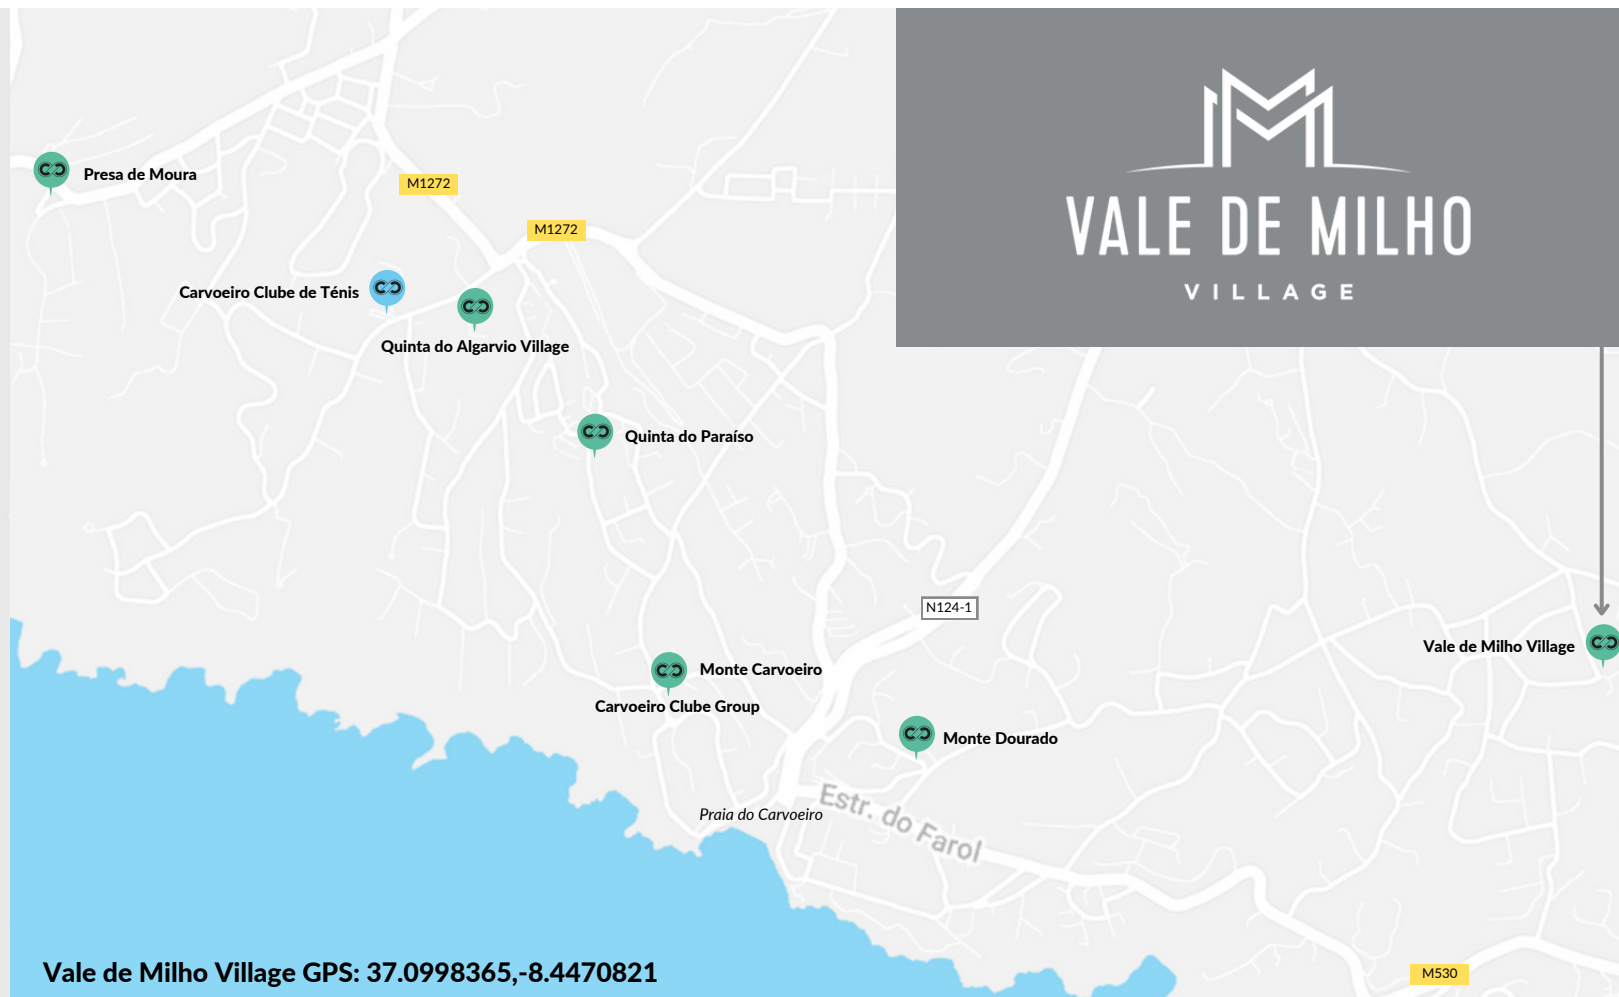 VALE DE MILHO
VILLAGE
Presa de Moura
M1272
M1272
Carvoeiro Clube de Ténis
Quinta do Algarvio Village
Quinta do Paraíso
N124-1
Vale de Milho Village
Monte Carvoeiro
Carvoeiro Clube Group
Monte Dourado
Praia do Carvoeiro
Estr. do Farol
Vale de Milho Village GPS: 37.0998365,-8.4470821
M530